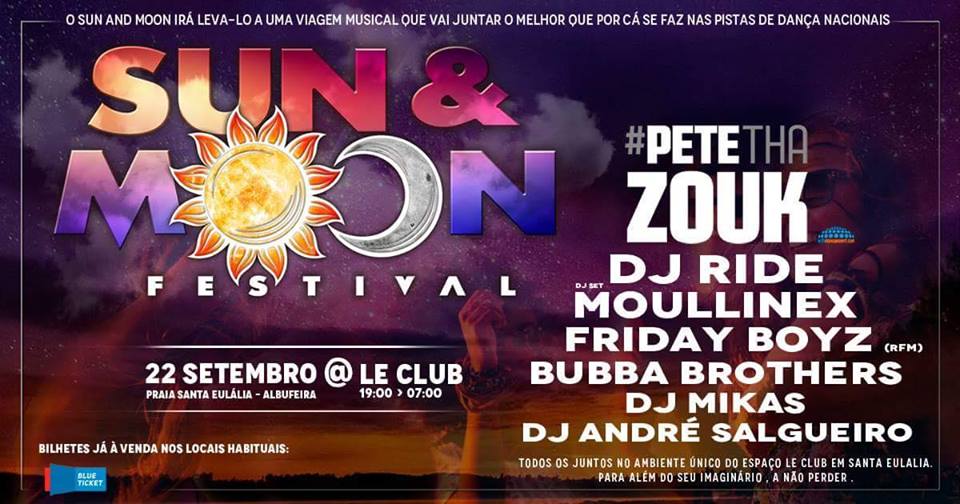 O SUN AND MOON IRÁ LEVA-LO A UMA VIAGEM MUSICAL QUE VAI JUNTAR O MELHOR QUE POR CÁ SE FAZ NAS PISTAS DE DANÇA NACIONAIS
SUN &
MOON
FESTIVAL
22 SETEMBRO @ LE CLUB
PRAIA SANTA EULÁLIA - ALBUFEIRA 19:00 > 07:00
BILHETES JÁ À VENDA NOS LOCAIS HABITUAIS:
BLUE
TICKET
#PETE THA
ZOUK
DJ RIDE
DJ SET
MOULLINEX
FRIDAY BOYZ (RFM)
BUBBA BROTHERS
DJ MIKAS
DJ ANDRÉ SALGUEIRO
TODOS OS JUNTOS NO AMBIENTE ÚNICO DO ESPAÇO LE CLUB EM SANTA EULALIA.
PARA ALÉM DO SEU IMAGINÁRIO , A NÃO PERDER .